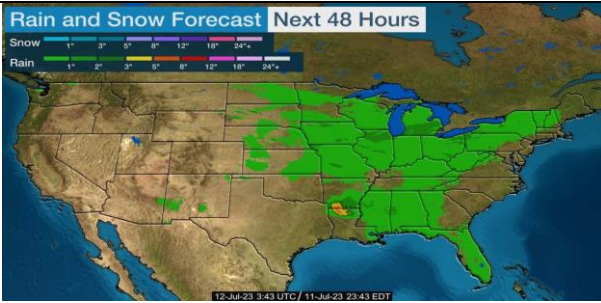 Rain and Snow Forecast Next 48 Hours
Snow
1" 3" 5" 8" 12" 18" 24"+
Rain
1" 2" 3" 5" 8" 12" 18" 24"+
12-Jul-23 3:43 UTC / 11-Jul-23 23:43 EDT